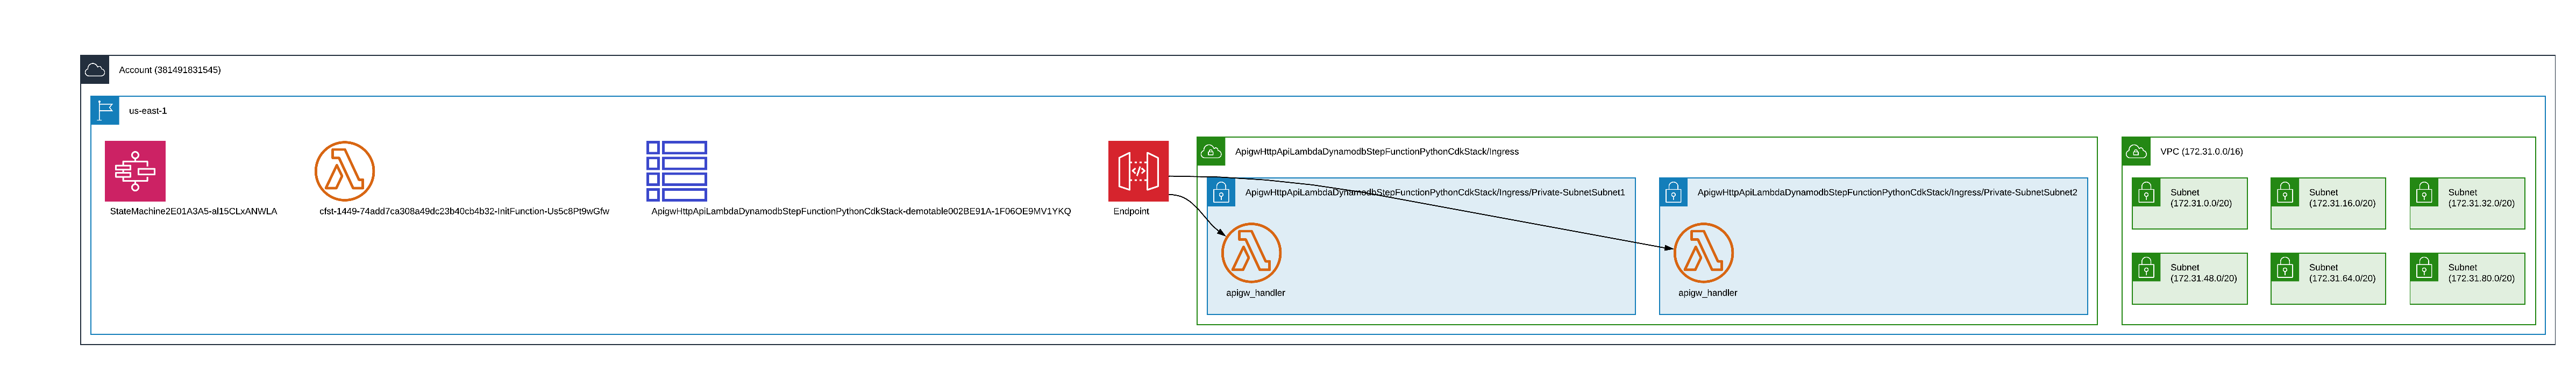 Account (381491831545)
us-east-1
StateMachine2E01A3A5-al15CLxANWLA
cfst-1449-74add7ca308a49dc23b40cb4b32-InitFunction-Us5c8Pt9wGfw
ApigwHttpApiLambdaDynamodbStepFunctionPythonCdkStack-demotable002BE91A-1F06OE9MV1YKQ
Endpoint
ApigwHttpApiLambdaDynamodbStepFunctionPythonCdkStack/Ingress
ApigwHttpApiLambdaDynamodbStepFunctionPythonCdkStack/Ingress/Private-SubnetSubnet1
apigw_handler
ApigwHttpApiLambdaDynamodbStepFunctionPythonCdkStack/Ingress/Private-SubnetSubnet2
apigw_handler
VPC (172.31.0.0/16)
Subnet
(172.31.0.0/20)
Subnet
(172.31.16.0/20)
Subnet
(172.31.32.0/20)
Subnet
(172.31.48.0/20)
Subnet
(172.31.64.0/20)
Subnet
(172.31.80.0/20)